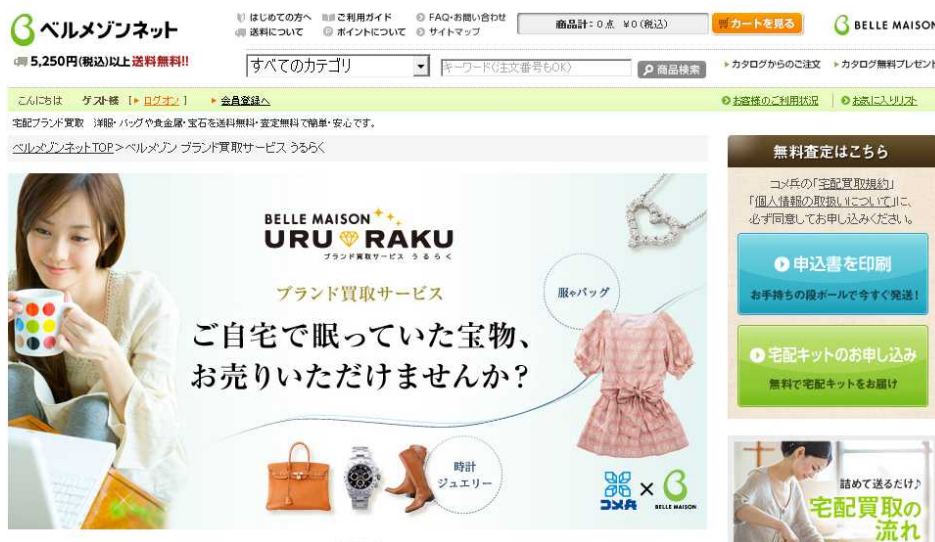 ベルメゾンネット
はじめての方へ ご利用ガイド FAQ・お問い合わせ
送料について ポイントについて サイトマップ
商品計：0点 ¥0(税込)
カートを見る
BELLE MAISON
5,250円(税込)以上送料無料!!
すべてのカテゴリ
キーワード(注文番号もOK)
商品検索
カタログからのご注文 カタログ無料プレゼント
こんにちは ゲスト様 [ログオン] 会員登録へ
お客様のご利用状況 お気に入りリスト
宅配ブランド買取 洋服・バッグや貴金属・宝石を送料無料・査定無料で簡単・安心です。
ベルメゾンネットTOP>ベルメゾン ブランド買取サービス うるらく
BELLE MAISON
URU RAKU
ブランド買取サービス うるらく
ブランド買取サービス
服やバッグ
ご自宅で眠っていた宝物、
お売りいただけませんか？
時計
ジュエリー
コメ兵 × BELLE MAISON
無料査定はこちら
コメ兵の「宅配買取規約」
「個人情報の取扱いについて」に、
必ず同意してお申し込みください。
申込書を印刷
お手持ちの段ボールで今すぐ発送！
宅配キットのお申し込み
無料で宅配キットをお届け
詰めて送るだけ♪
宅配買取の
流れ